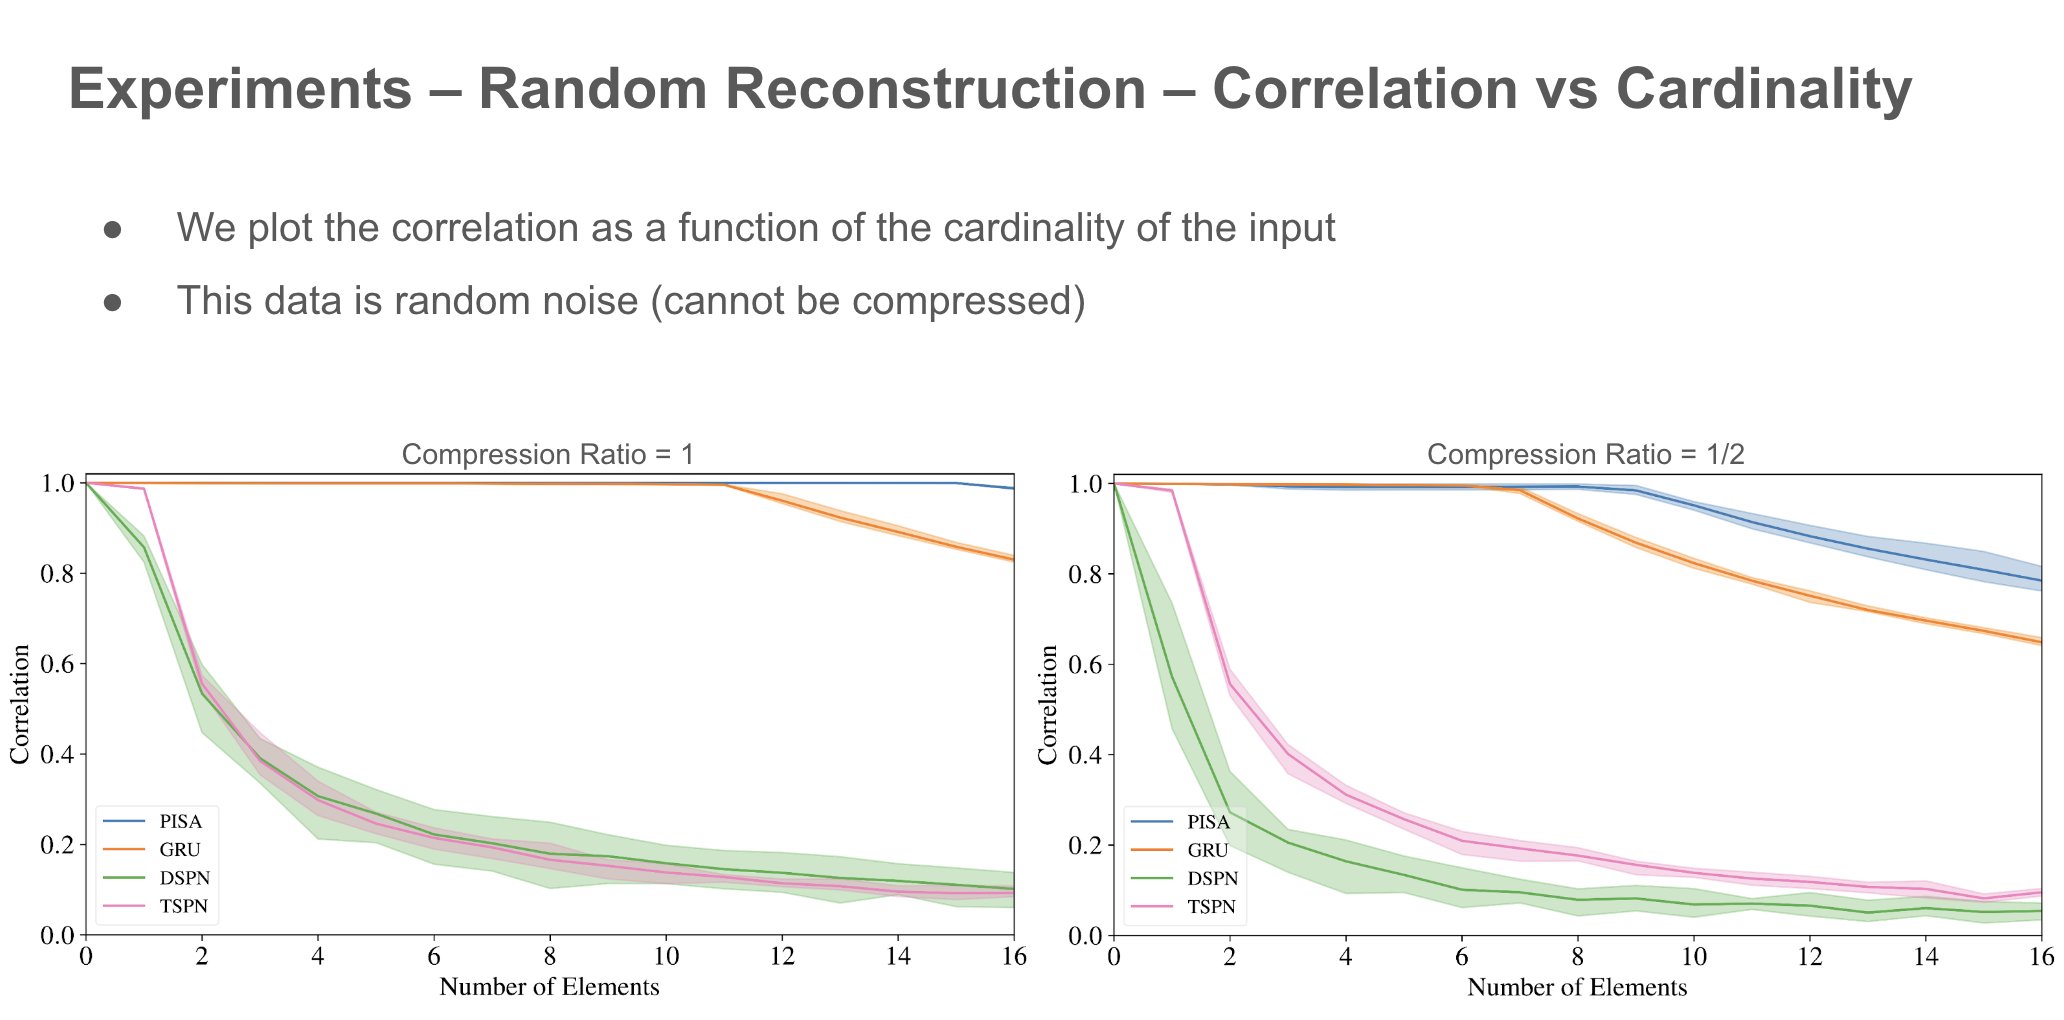 Experiments – Random Reconstruction – Correlation vs Cardinality
● We plot the correlation as a function of the cardinality of the input
● This data is random noise (cannot be compressed)
Compression Ratio = 1
1.0
0.8
0.6
0.4
0.2
0.0
Correlation
PISA
GRU
DSPN
TSPN
0 2 4 6 8 10 12 14 16
Number of Elements
Compression Ratio = 1/2
1.0
0.8
0.6
0.4
0.2
0.0
Correlation
PISA
GRU
DSPN
TSPN
0 2 4 6 8 10 12 14 16
Number of Elements